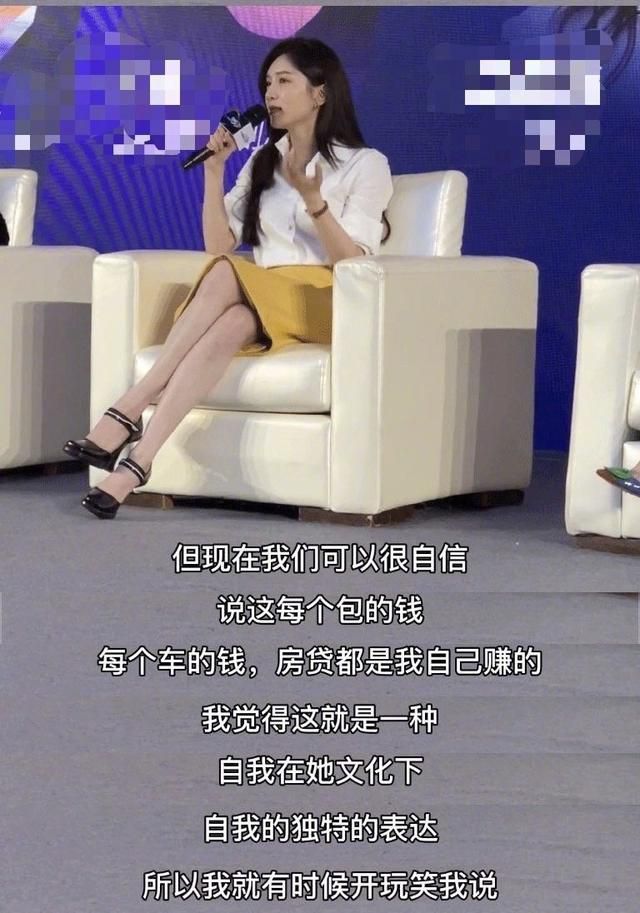 但现在我们可以很自信
说这每个包的钱
每个车的钱，房贷都是我自己赚的
我觉得这就是一种
自我在她文化下
自我的独特的表达
所以我就有时候开玩笑我说